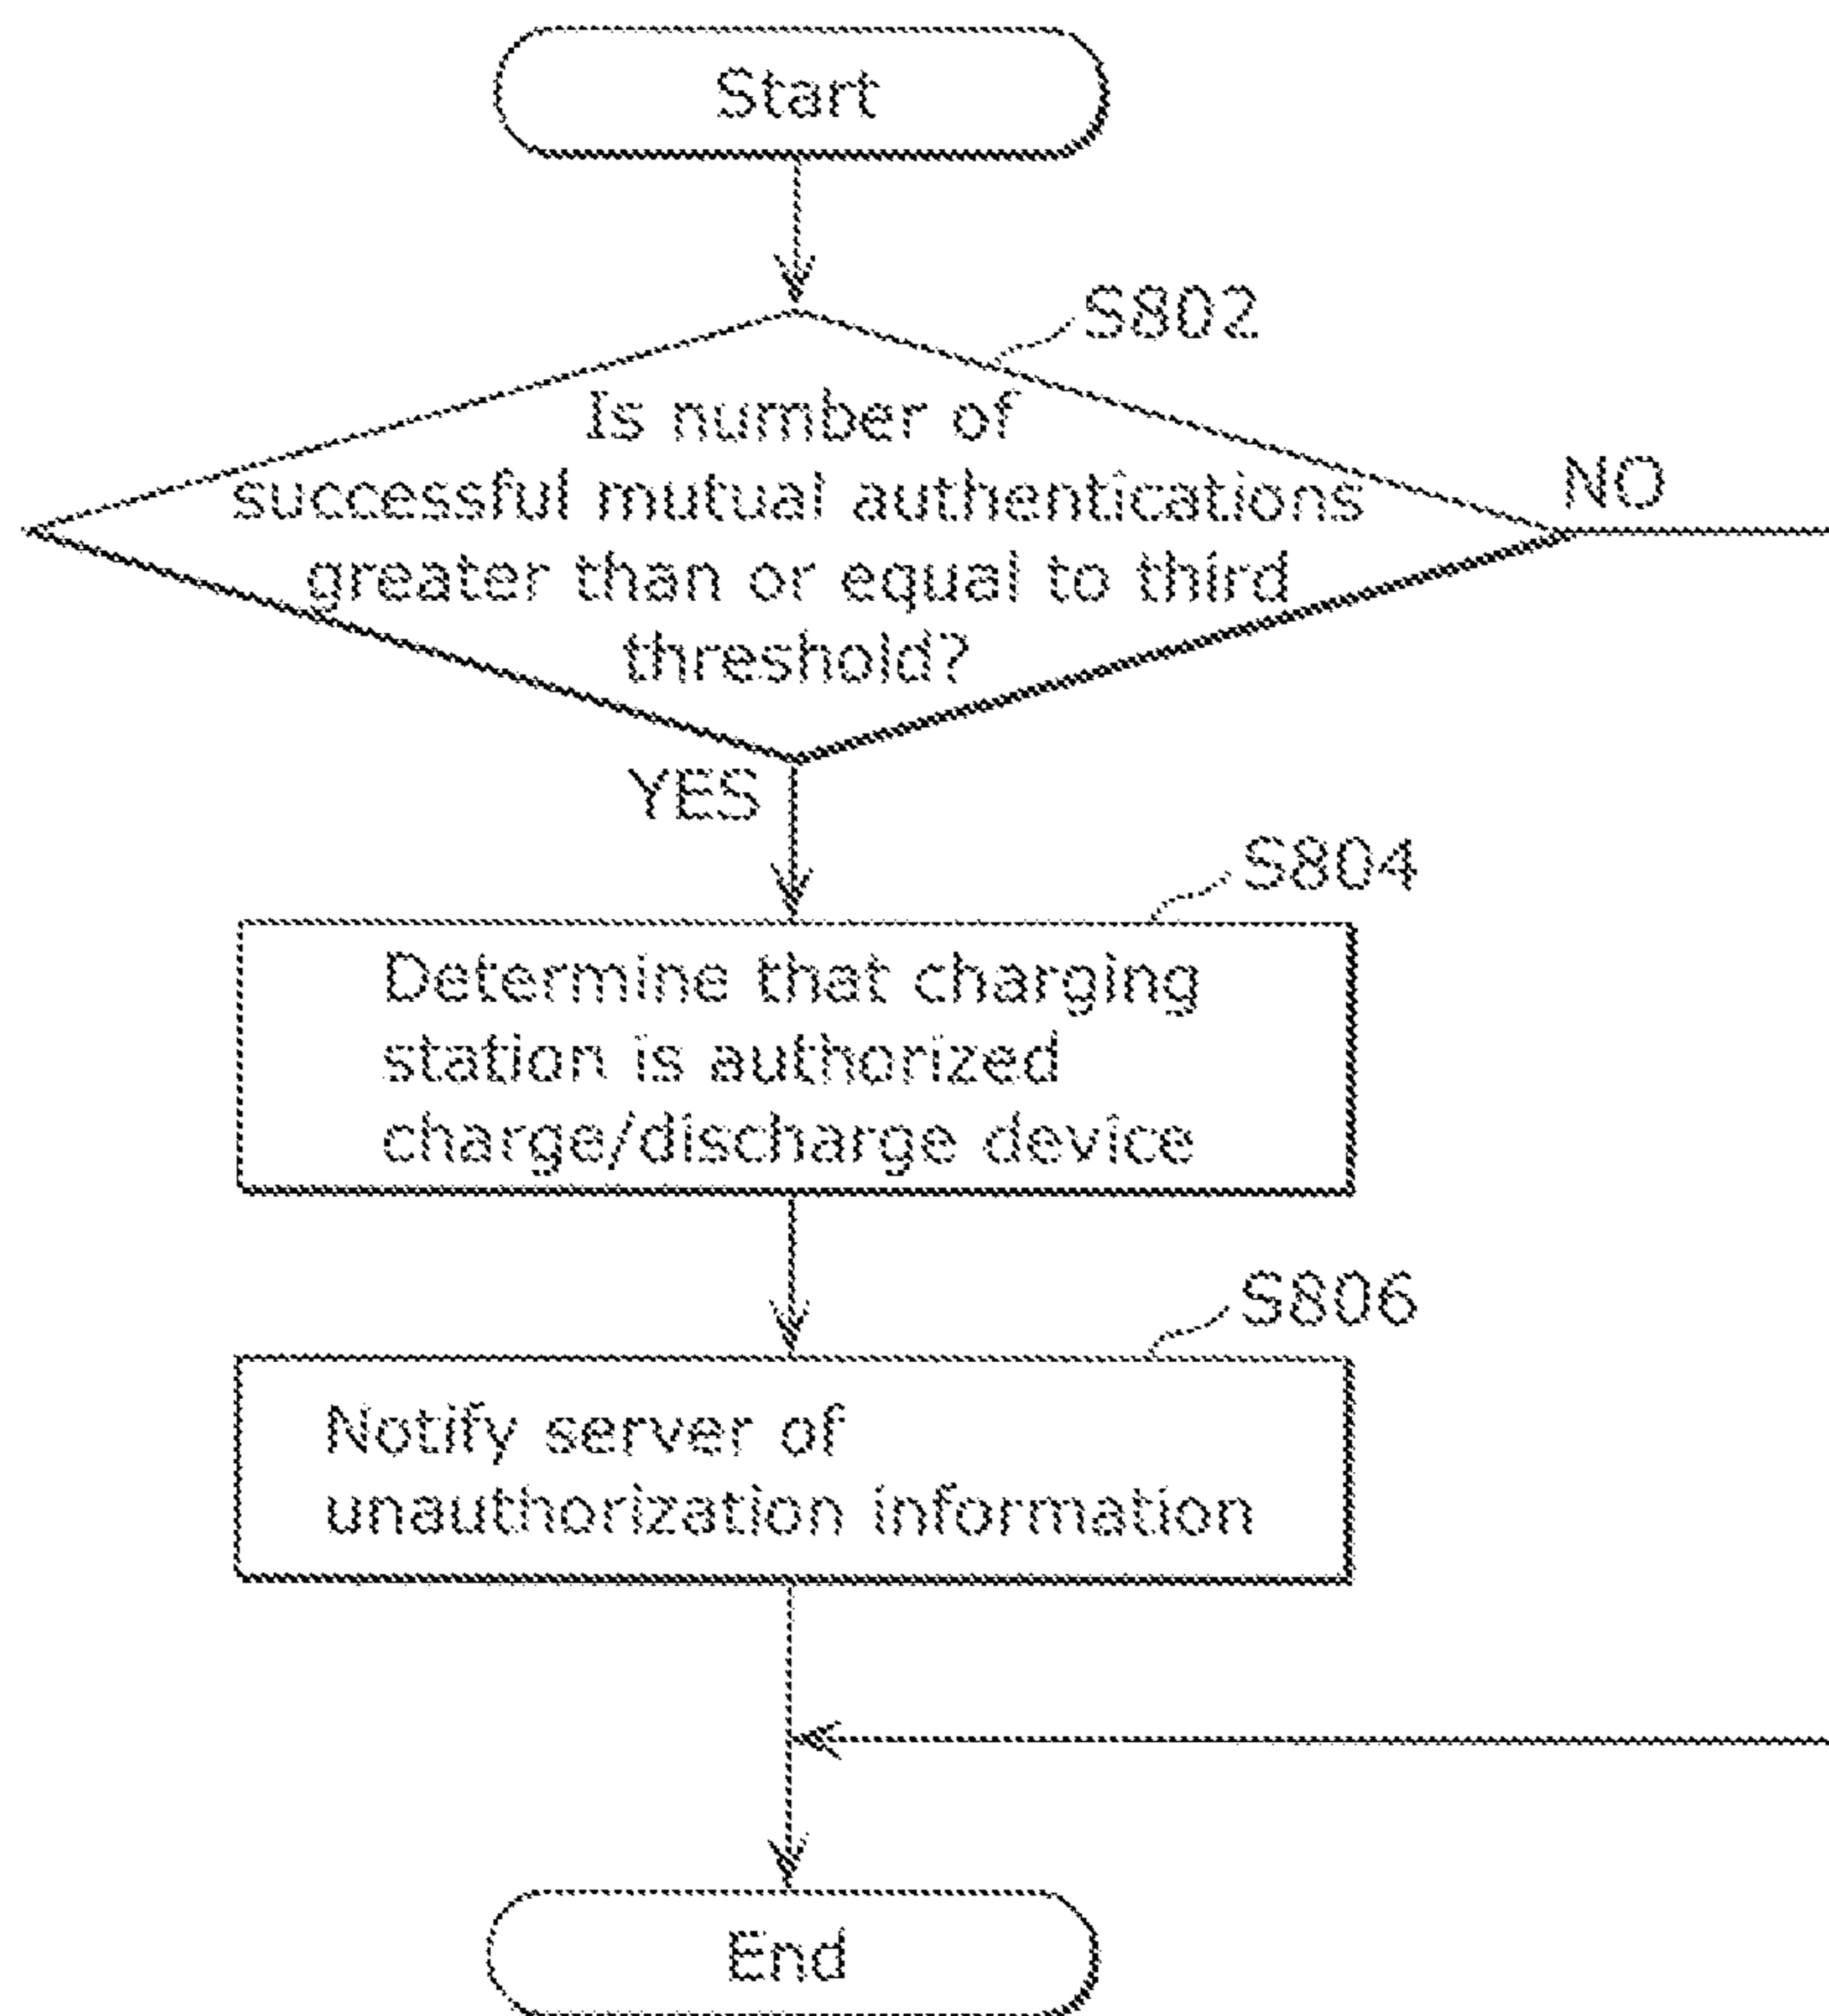 Start
S802
Is number of
successful mutual authentications
greater than or equal to third
threshold?
NO
YES
S804
Determine that charging
station is authorized
charge/discharge device
S806
Notify server of
unauthorization information
End